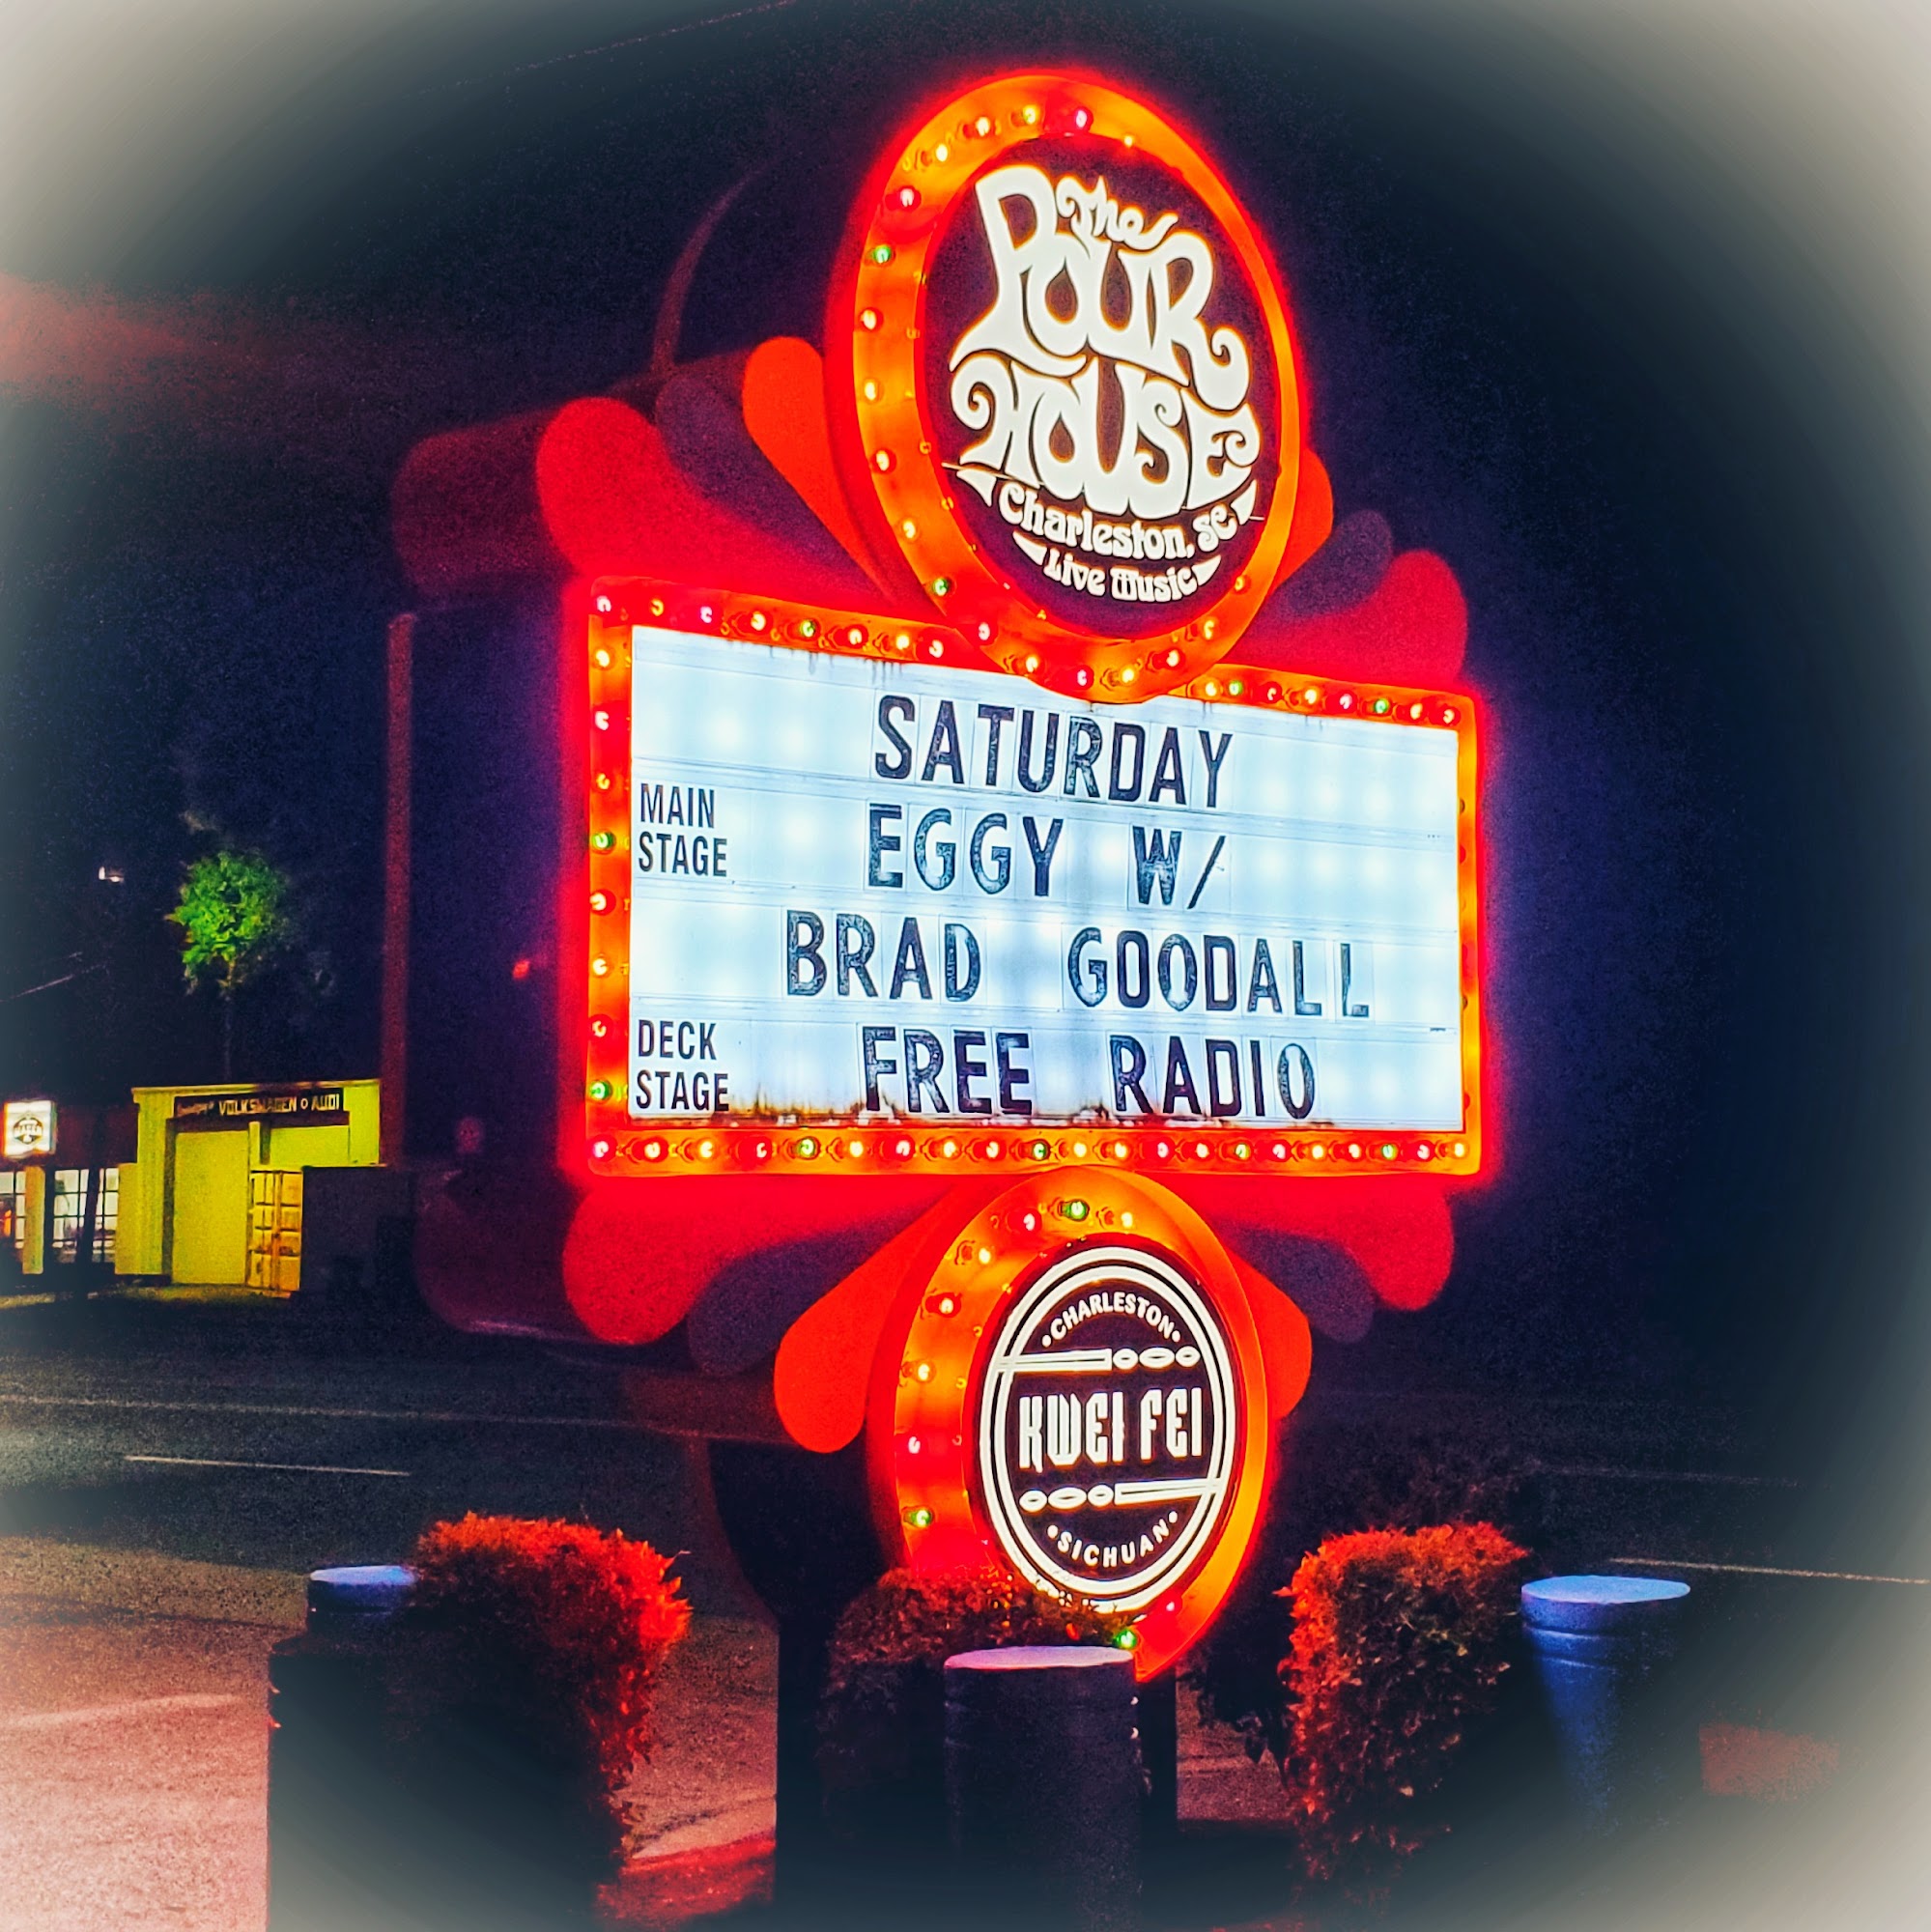 The
POUR
HOUSE
Charleston, SC
Live Music
SATURDAY
MAIN
STAGE
EGGY W/
BRAD GOODALL
DECK
STAGE
FREE RADIO
CHARLESTON
KWEI FEI
SICHUAN
VOLKSWAGEN AUDI